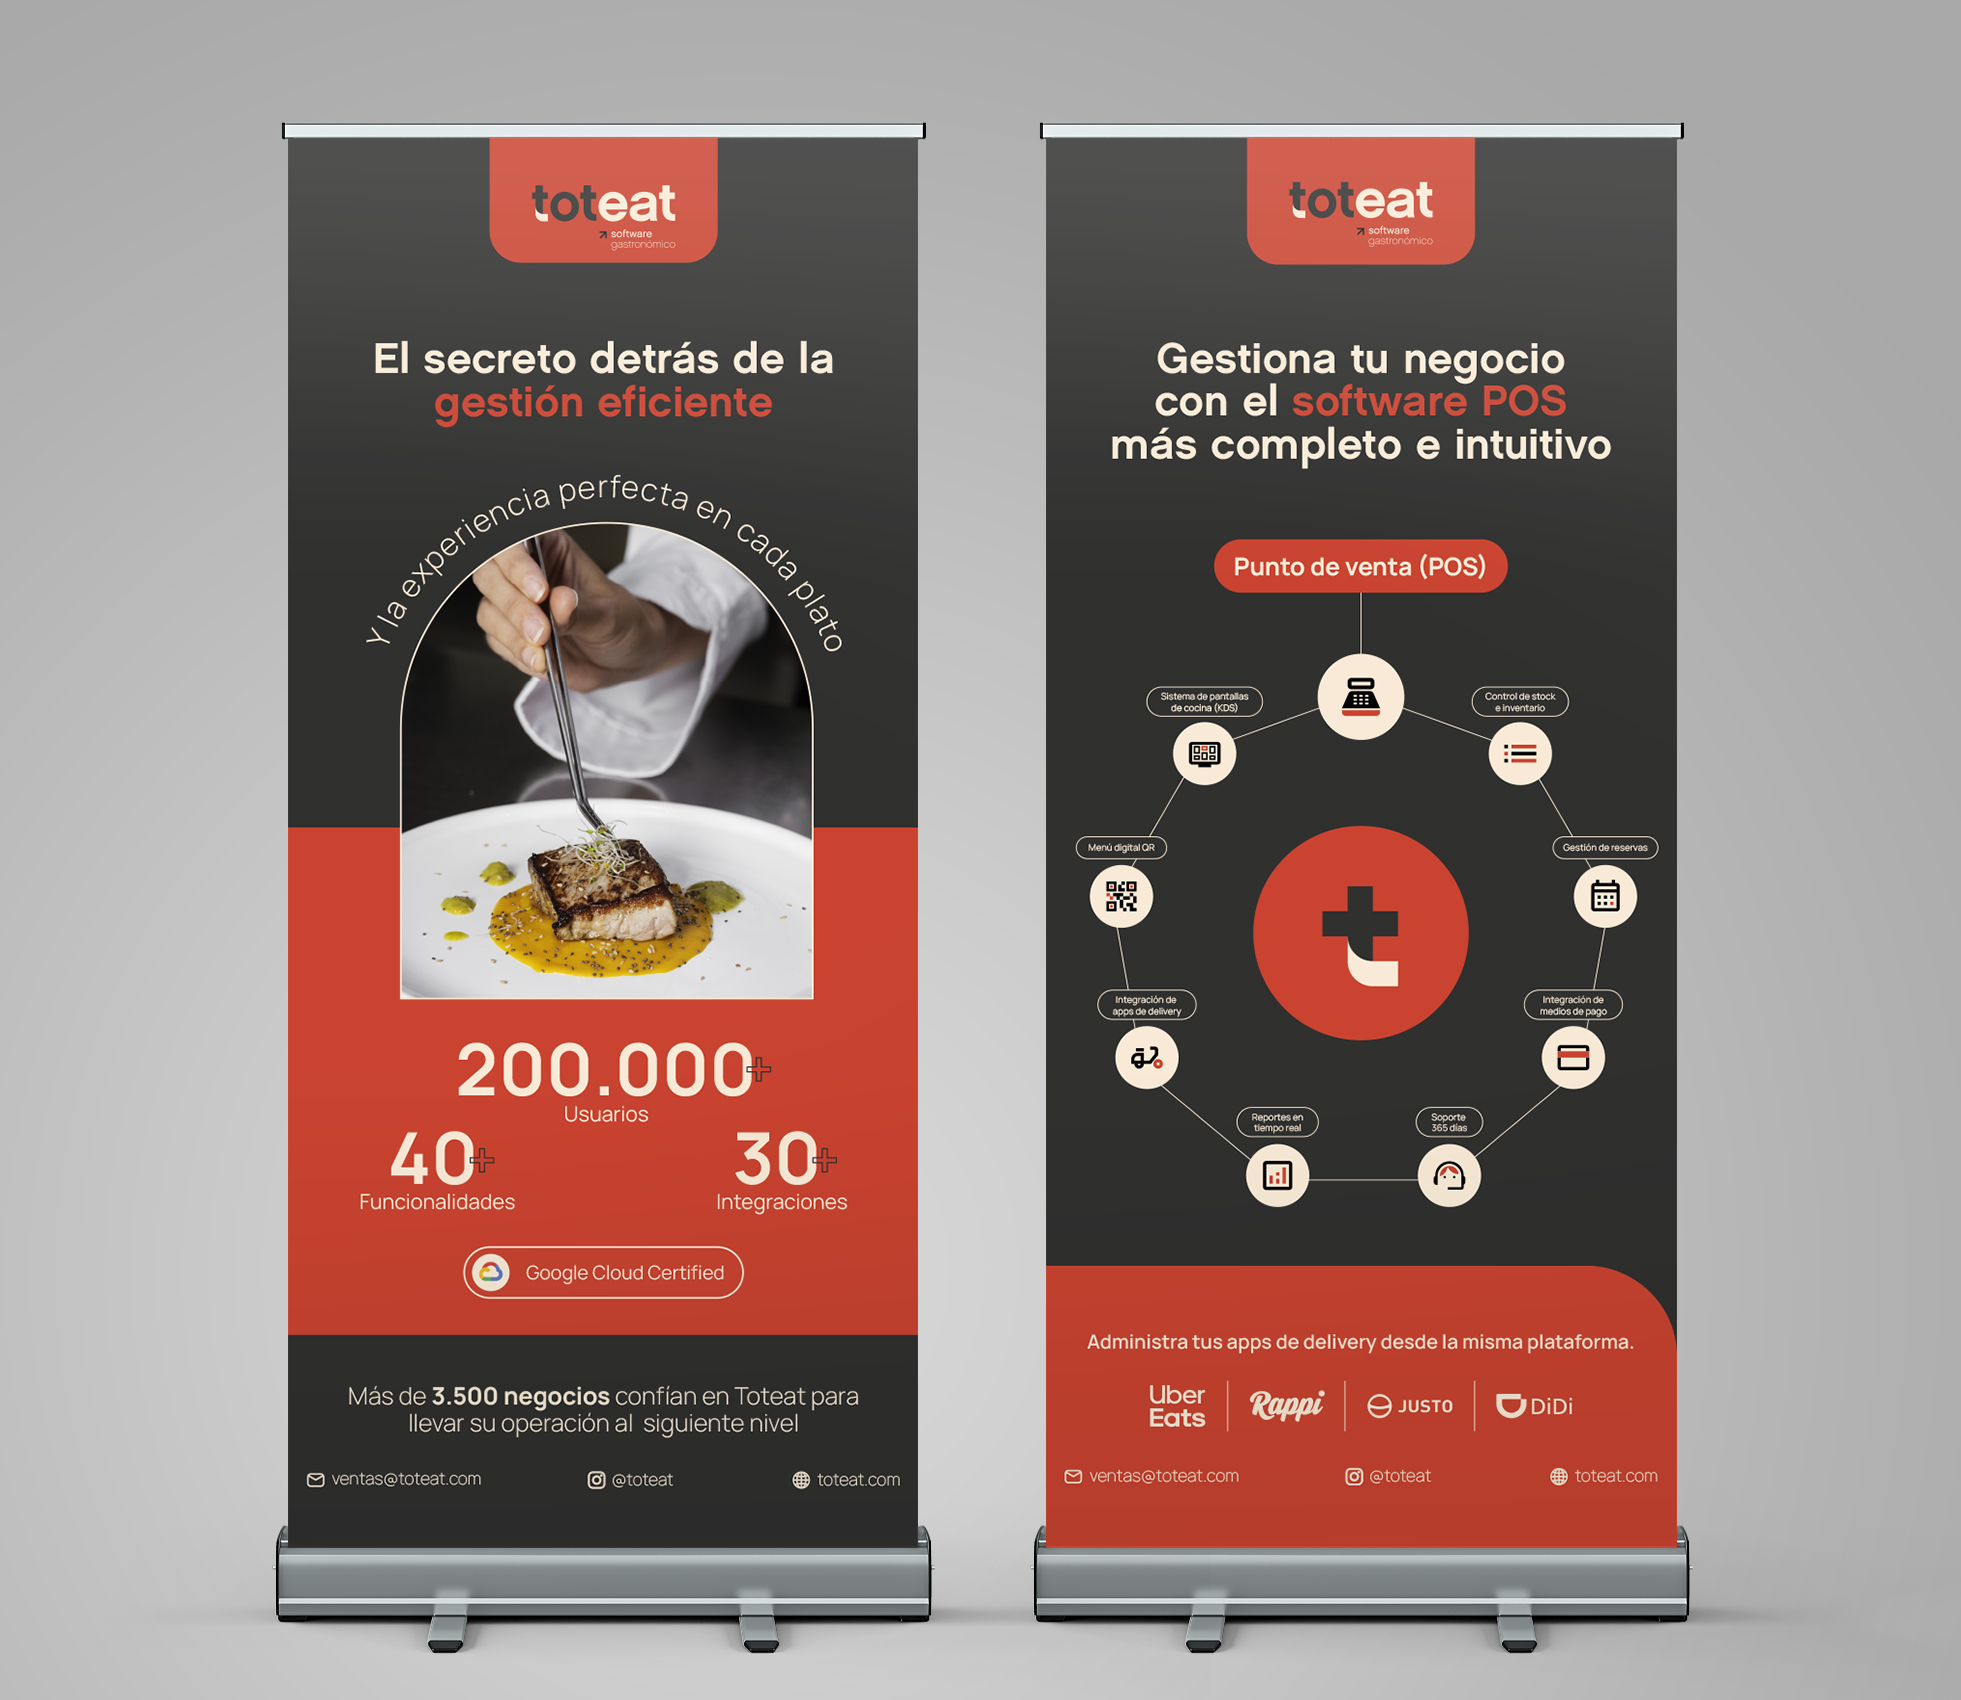 toteat
software
gastronómico
El secreto detrás de la
gestión eficiente
Y la experiencia perfecta en cada plato
200.000+
Usuarios
40+
Funcionalidades
30+
Integraciones
Google Cloud Certified
Más de 3.500 negocios confían en Toteat para
llevar su operación al siguiente nivel
ventas@toteat.com
@toteat
toteat.com
toteat
software
gastronómico
Gestiona tu negocio
con el software POS
más completo e intuitivo
Punto de venta (POS)
Sistema de pantallas
de cocina (KDS)
Control de stock
e inventario
Menú digital QR
Gestión de reservas
t
Integración de
apps de delivery
Integración de
medios de pago
Reportes en
tiempo real
Soporte
365 días
Administra tus apps de delivery desde la misma plataforma.
Uber
Eats
Rappi
JUSTO
DiDi
ventas@toteat.com
@toteat
toteat.com